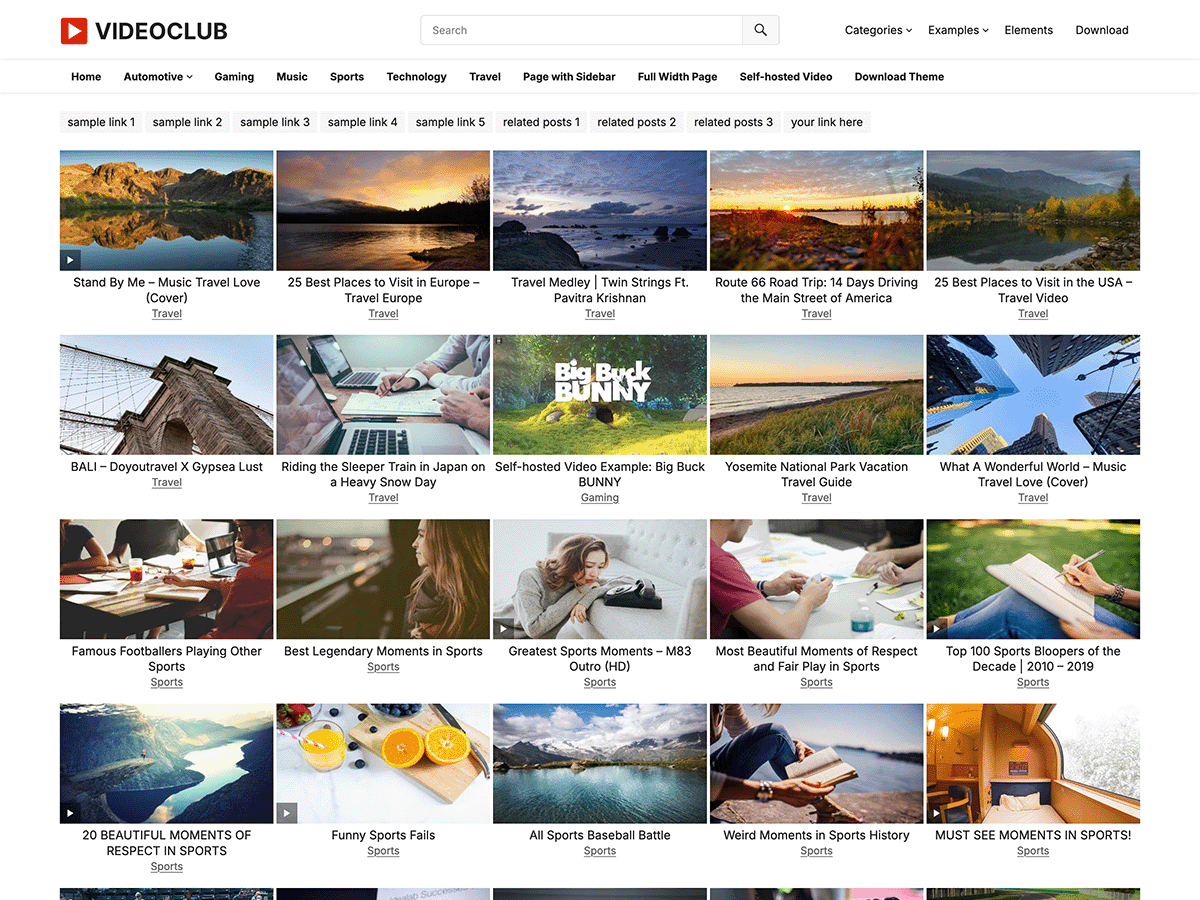 VIDEOCLUB
Search
Categories
Examples
Elements
Download
Home
Automotive
Gaming
Music
Sports
Technology
Travel
Page with Sidebar
Full Width Page
Self-hosted Video
Download Theme
sample link 1
sample link 2
sample link 3
sample link 4
sample link 5
related posts 1
related posts 2
related posts 3
your link here
Stand By Me – Music Travel Love
(Cover)
Travel
25 Best Places to Visit in Europe –
Travel Europe
Travel
Travel Medley | Twin Strings Ft.
Pavitra Krishnan
Travel
Route 66 Road Trip: 14 Days Driving
the Main Street of America
Travel
25 Best Places to Visit in the USA –
Travel Video
Travel
BALI – Doyoutravel X Gypsea Lust
Travel
Riding the Sleeper Train in Japan on
a Heavy Snow Day
Travel
Big Buck
BUNNY
Self-hosted Video Example: Big Buck
BUNNY
Gaming
Yosemite National Park Vacation
Travel Guide
Travel
What A Wonderful World – Music
Travel Love (Cover)
Travel
Famous Footballers Playing Other
Sports
Sports
Best Legendary Moments in Sports
Sports
Greatest Sports Moments – M83
Outro (HD)
Sports
Most Beautiful Moments of Respect
and Fair Play in Sports
Sports
Top 100 Sports Bloopers of the
Decade | 2010 – 2019
Sports
20 BEAUTIFUL MOMENTS OF
RESPECT IN SPORTS
Sports
Funny Sports Fails
Sports
All Sports Baseball Battle
Sports
Weird Moments in Sports History
Sports
MUST SEE MOMENTS IN SPORTS!
Sports